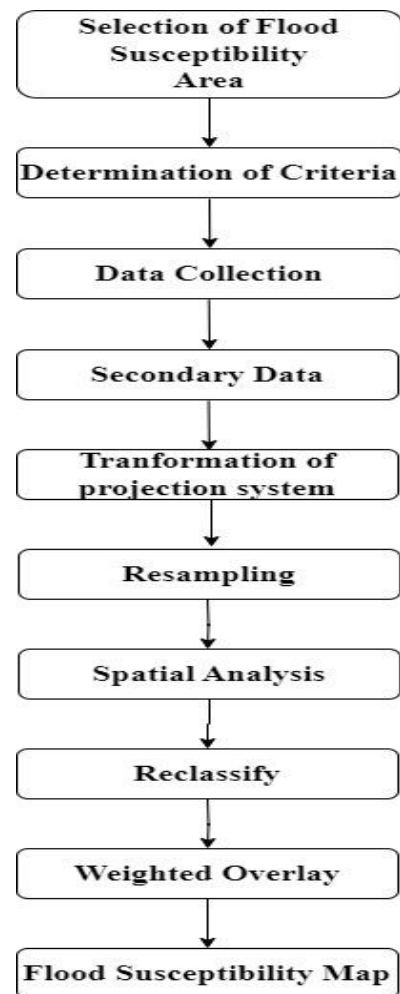 Selection of Flood
Susceptibility
Area
Determination of Criteria
Data Collection
Secondary Data
Tranformation of
projection system
Resampling
Spatial Analysis
Reclassify
Weighted Overlay
Flood Susceptibility Map